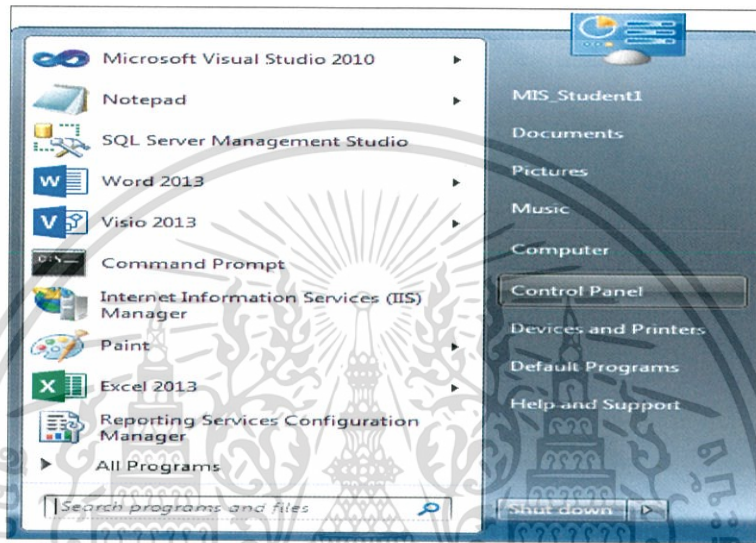 Microsoft Visual Studio 2010
Notepad
SQL Server Management Studio
Word 2013
Visio 2013
Command Prompt
Internet Information Services (IIS)
Manager
Paint
Excel 2013
Reporting Services Configuration
Manager
All Programs
Search programs and files
MIS_Student1
Documents
Pictures
Music
Computer
Control Panel
Devices and Printers
Default Programs
Help and Support
Shut down